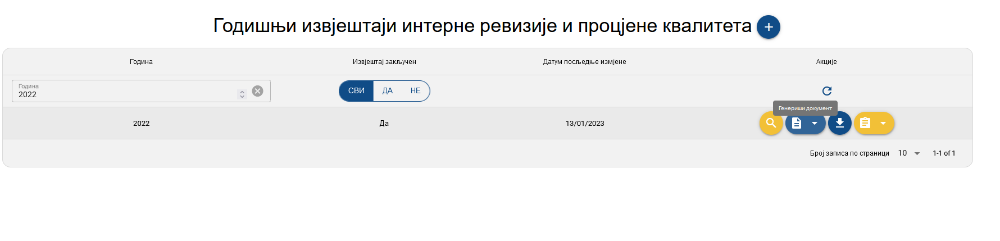 Годишњи извјештаји интерне ревизије и процјене квалитета
Година Извјештај закључен Датум посљедње измјене Акције
Година
2022
СВИ ДА НЕ
Генериши документ
2022 Да 13/01/2023
Број записа по страници 10 1-1 of 1